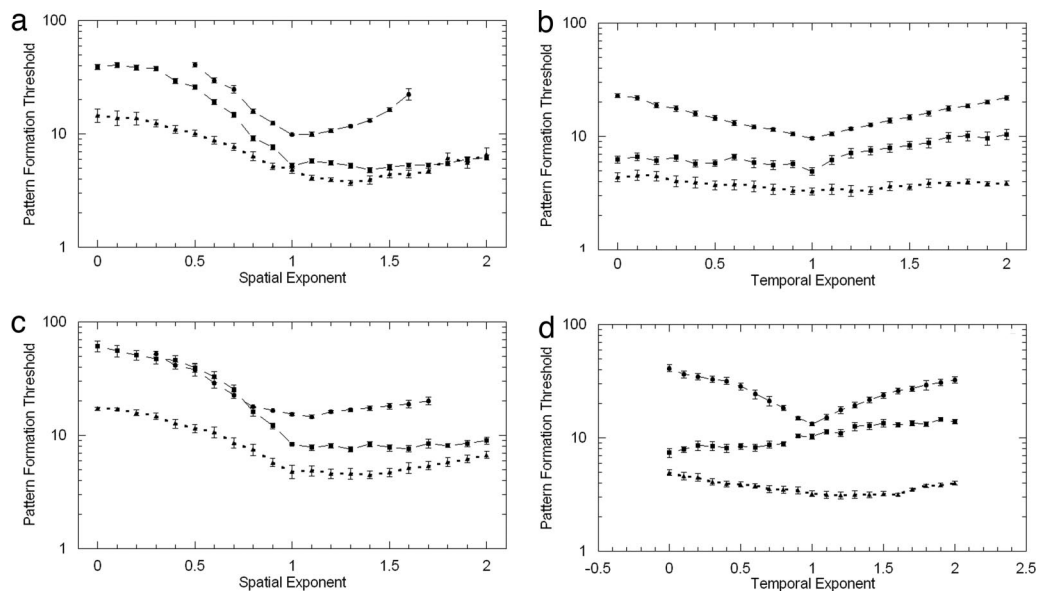 a
Pattern Formation Threshold
100
10
1
0
0.5
1
1.5
2
Spatial Exponent
b
Pattern Formation Threshold
100
10
1
0
0.5
1
1.5
2
Temporal Exponent
c
Pattern Formation Threshold
100
10
1
0
0.5
1
1.5
2
Spatial Exponent
d
Pattern Formation Threshold
100
10
1
-0.5
0
0.5
1
1.5
2
2.5
Temporal Exponent